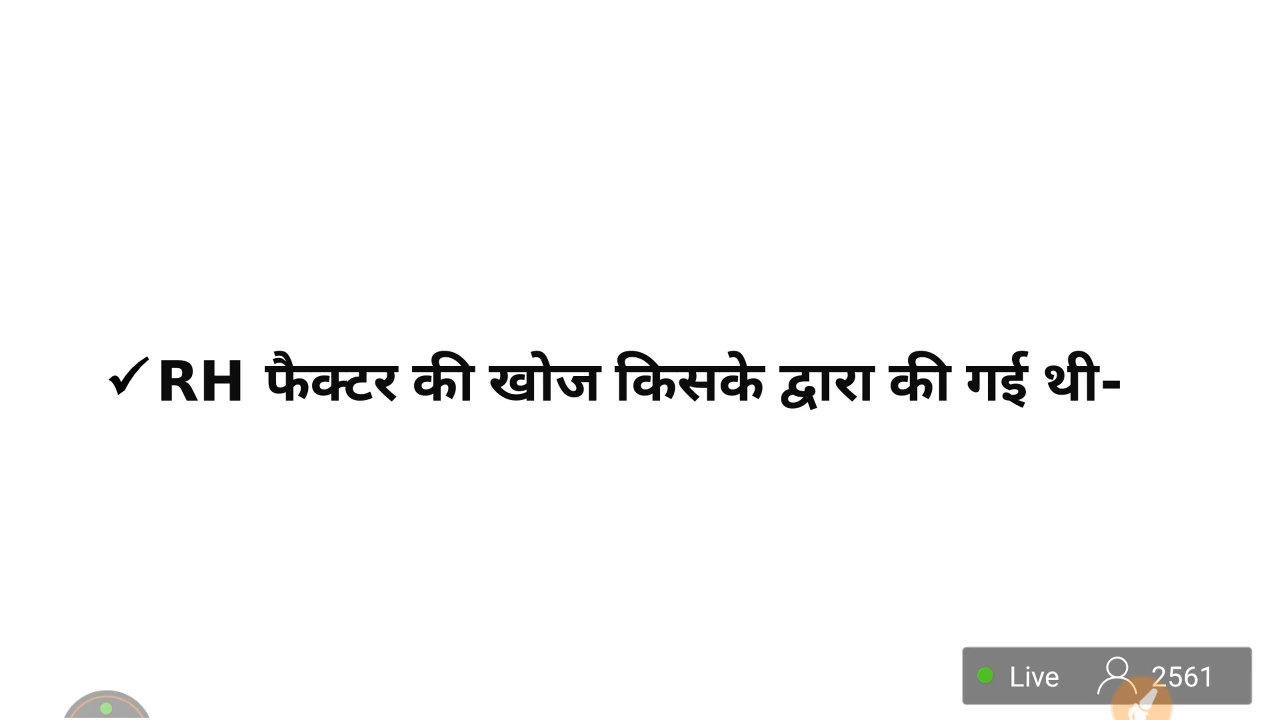 ✓RH फैक्टर की खोज किसके द्वारा की गई थी-
Live 2561